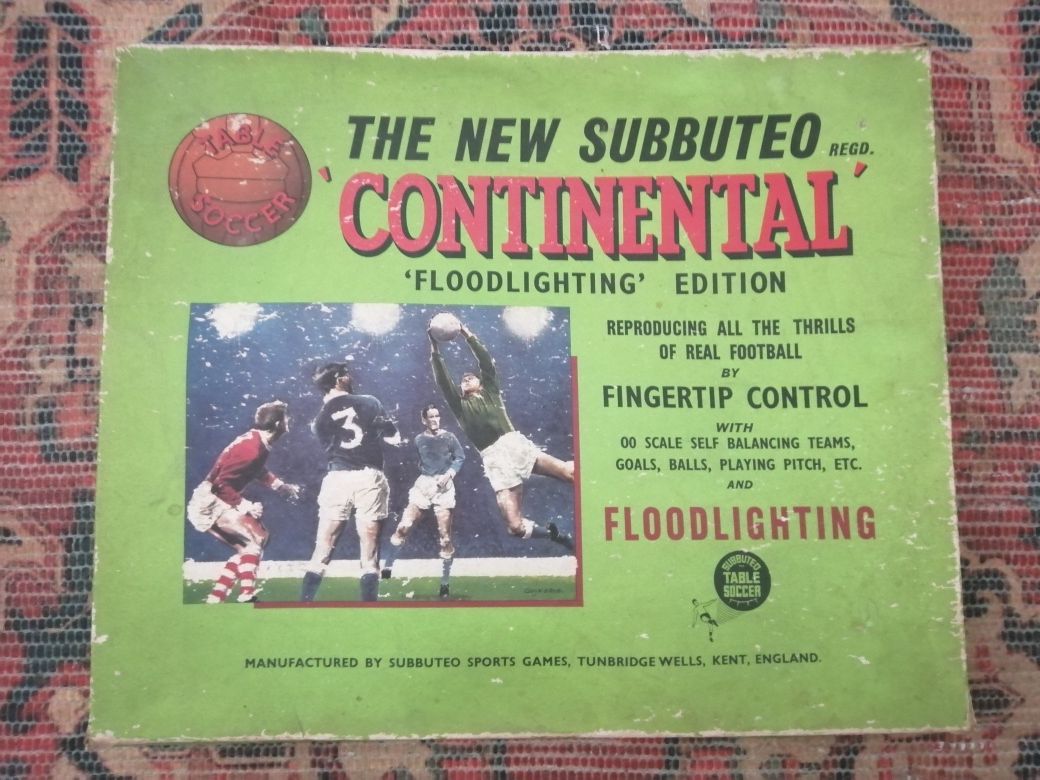 TABLE
SOCCER
THE NEW SUBBUTEO REGD.
'CONTINENTAL'
'FLOODLIGHTING' EDITION
3
REPRODUCING ALL THE THRILLS
OF REAL FOOTBALL
BY
FINGERTIP CONTROL
WITH
00 SCALE SELF BALANCING TEAMS,
GOALS, BALLS, PLAYING PITCH, ETC.
AND
FLOODLIGHTING
SUBBUTEO
TABLE
SOCCER
MANUFACTURED BY SUBBUTEO SPORTS GAMES, TUNBRIDGE WELLS, KENT, ENGLAND.